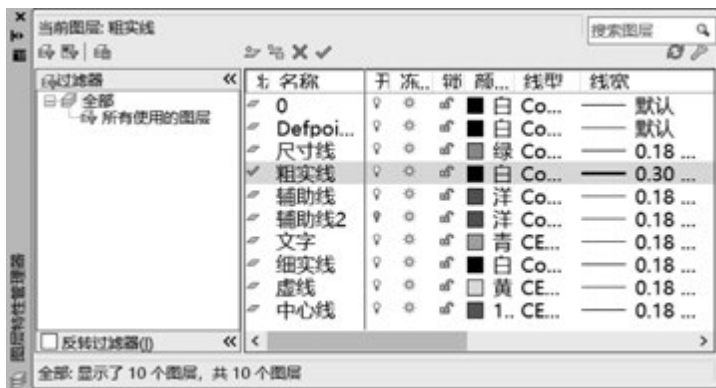 当前图层: 粗实线
搜索图层
过滤器
全部
所有使用的图层
状 名称 开 冻... 锁 颜... 线型 线宽
0 白 Co... 默认
Defpoi... 白 Co... 默认
尺寸线 绿 Co... 0.18 ...
粗实线 白 Co... 0.30 ...
辅助线 洋 Co... 0.18 ...
辅助线2 洋 Co... 0.18 ...
文字 青 CE... 0.18 ...
细实线 白 Co... 0.18 ...
虚线 黄 CE... 0.18 ...
中心线 1.. CE... 0.18 ...
反转过滤器(I)
全部: 显示了 10 个图层, 共 10 个图层
图层特性管理器